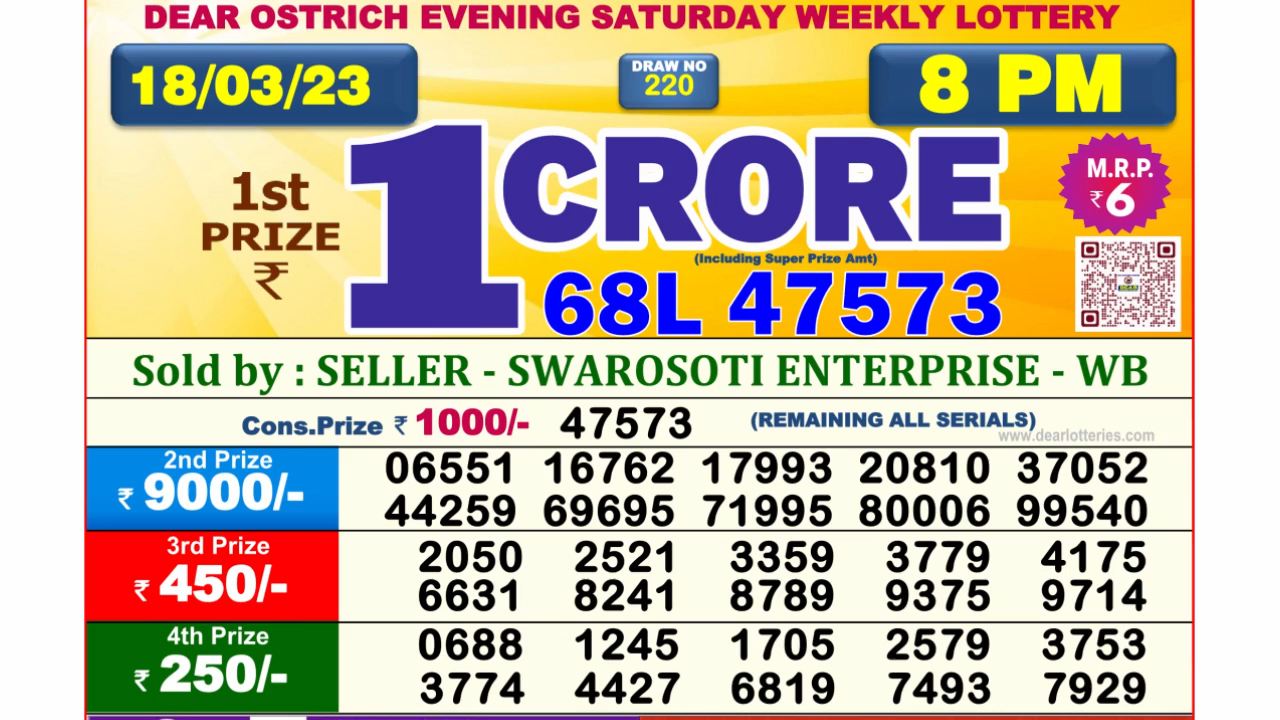 DEAR OSTRICH EVENING SATURDAY WEEKLY LOTTERY
18/03/23
DRAW NO
220
8 PM
1st
PRIZE
₹
1 CRORE
(Including Super Prize Amt)
68L 47573
M.R.P.
₹ 6
Sold by : SELLER - SWAROSOTI ENTERPRISE - WB
Cons.Prize ₹ 1000/- 47573 (REMAINING ALL SERIALS)
www.dearlotteries.com
2nd Prize
₹ 9000/-
06551 16762 17993 20810 37052
44259 69695 71995 80006 99540
3rd Prize
₹ 450/-
2050 2521 3359 3779 4175
6631 8241 8789 9375 9714
4th Prize
₹ 250/-
0688 1245 1705 2579 3753
3774 4427 6819 7493 7929